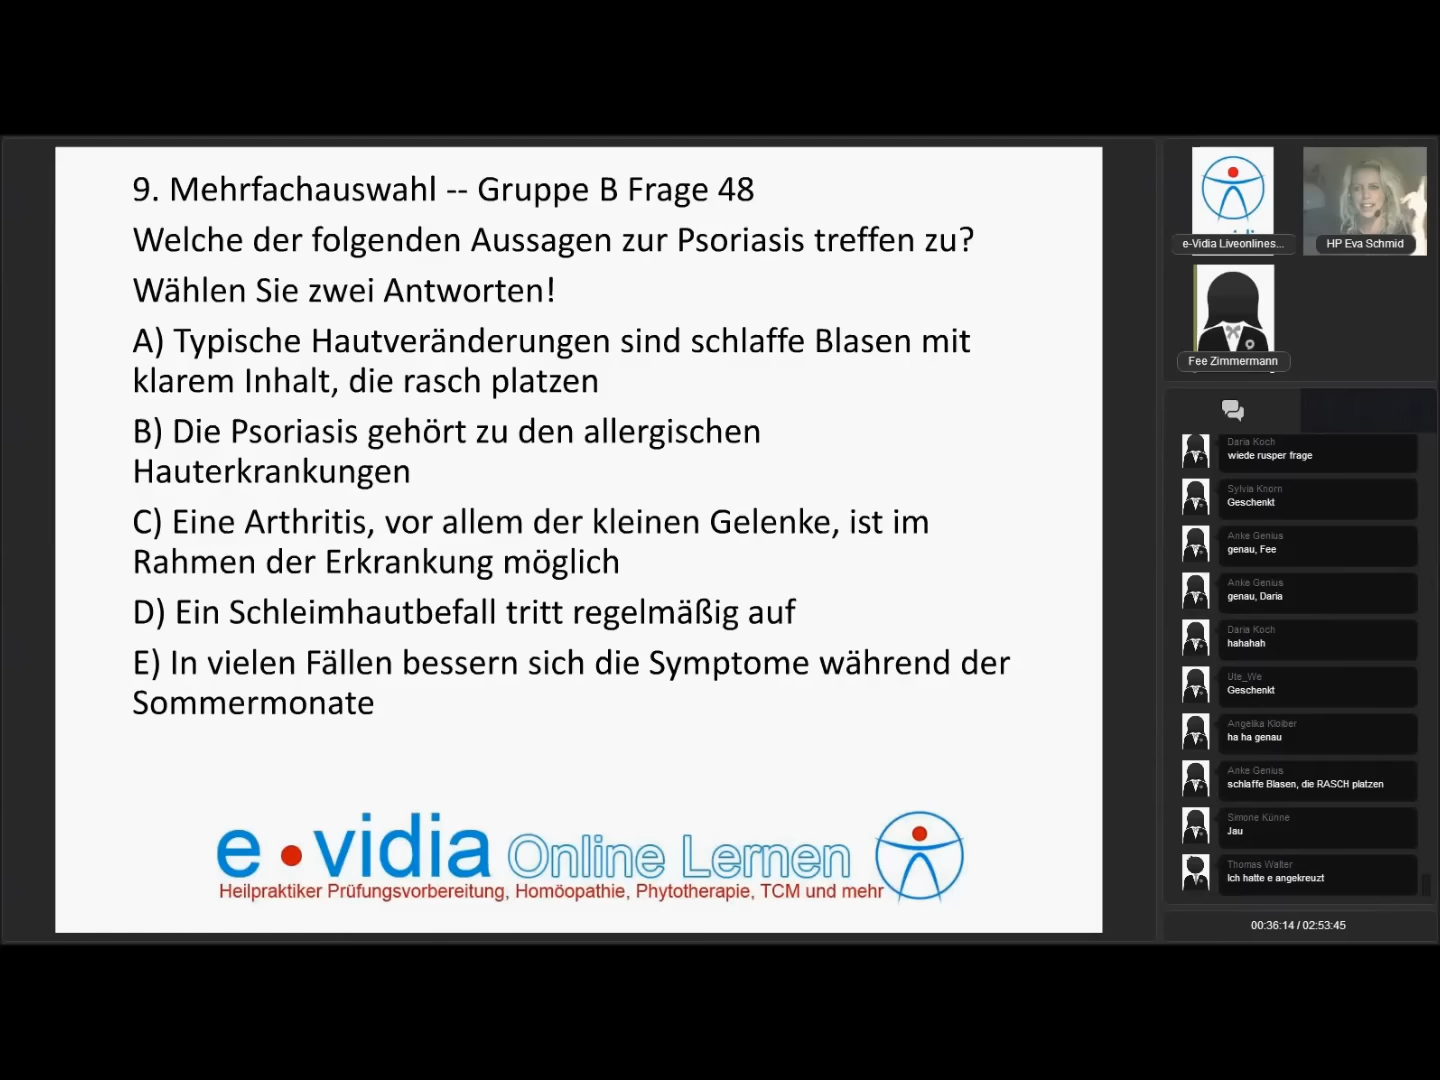 9. Mehrfachauswahl -- Gruppe B Frage 48
Welche der folgenden Aussagen zur Psoriasis treffen zu?
Wählen Sie zwei Antworten!
A) Typische Hautveränderungen sind schlaffe Blasen mit
klarem Inhalt, die rasch platzen
B) Die Psoriasis gehört zu den allergischen
Hauterkrankungen
C) Eine Arthritis, vor allem der kleinen Gelenke, ist im
Rahmen der Erkrankung möglich
D) Ein Schleimhautbefall tritt regelmäßig auf
E) In vielen Fällen bessern sich die Symptome während der
Sommermonate
e•vidia Online Lernen
Heilpraktiker Prüfungsvorbereitung, Homöopathie, Phytotherapie, TCM und mehr
e-Vidia Liveonlines...
HP Eva Schmid
Fee Zimmermann
Daria Koch
wiede rusper frage
Sylvia Knorn
Geschenkt
Anke Genius
genau, Fee
Anke Genius
genau, Daria
Daria Koch
hahahah
Ute_We
Geschenkt
Angelika Kloiber
ha ha genau
Anke Genius
schlaffe Blasen, die RASCH platzen
Simone Künne
Jau
Thomas Walter
Ich hatte e angekreuzt
00:36:14 / 02:53:45